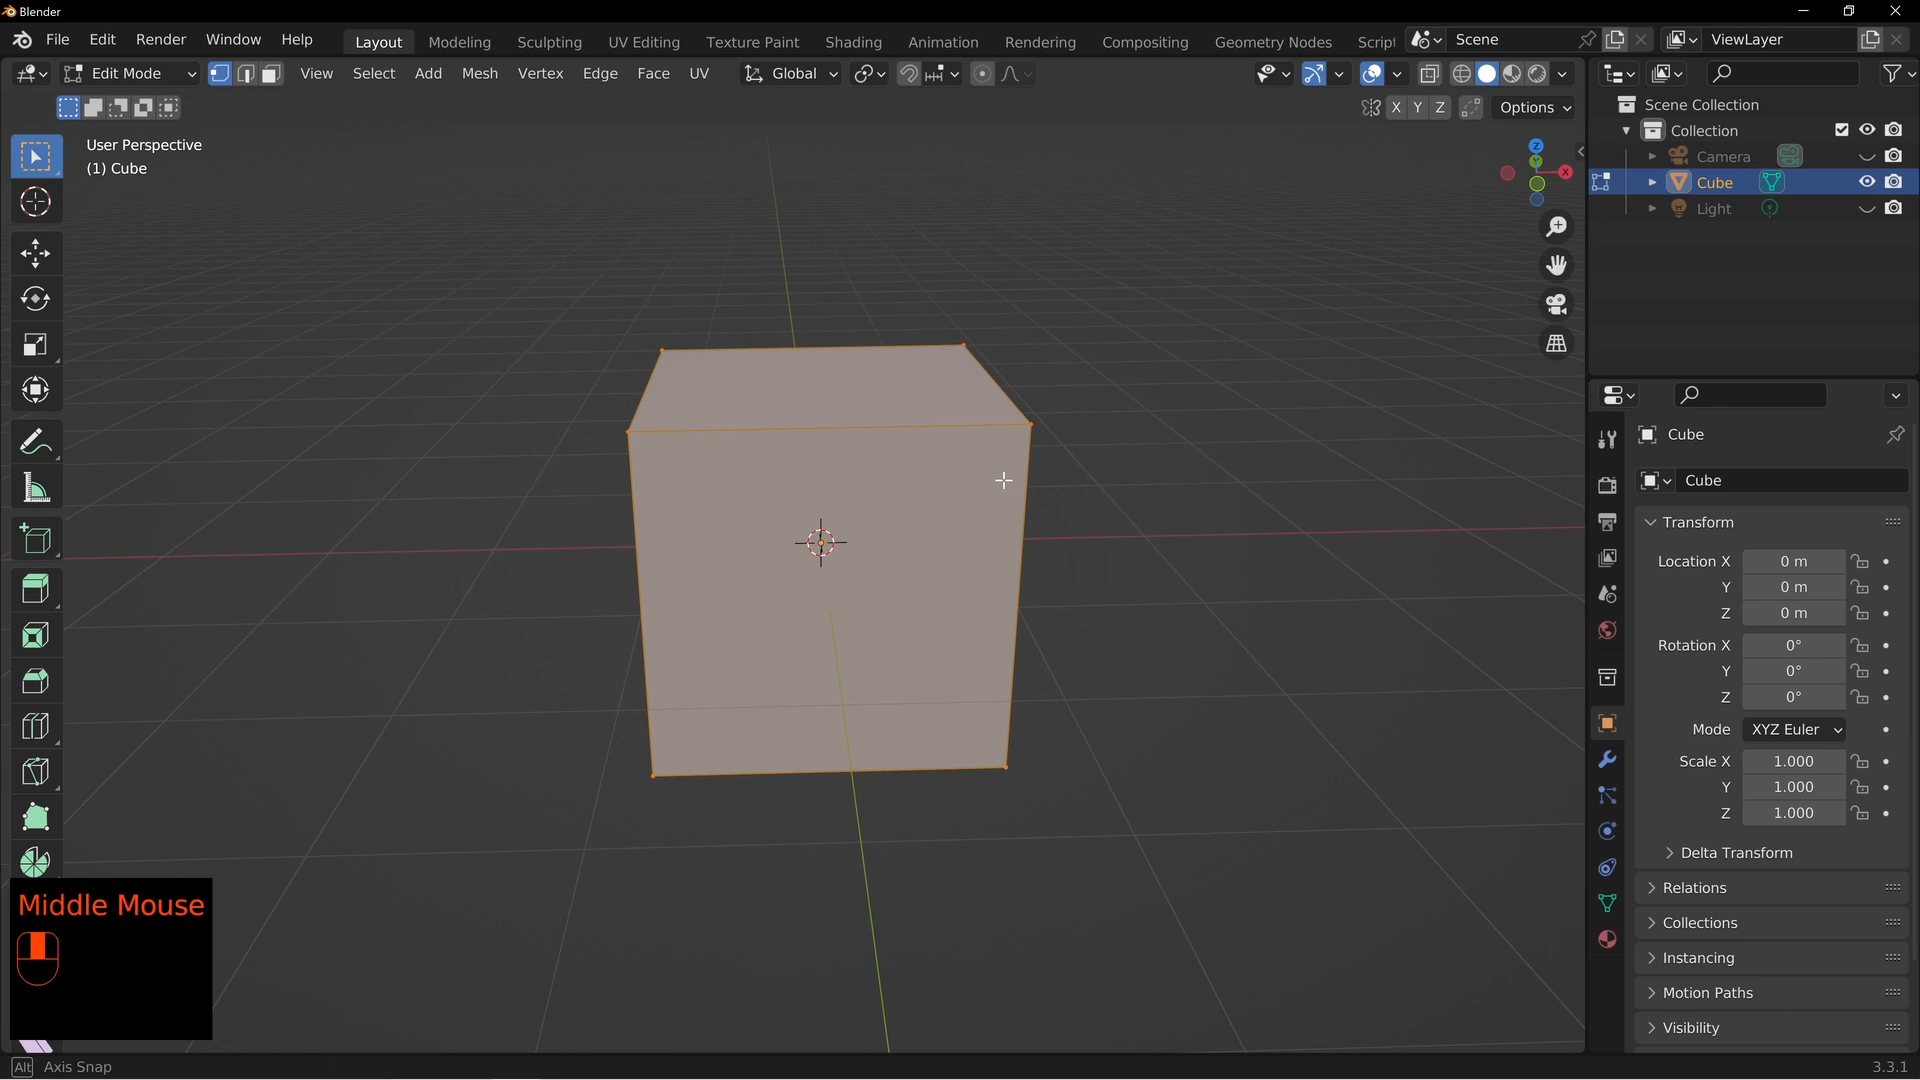 Blender
File Edit Render Window Help Layout Modeling Sculpting UV Editing Texture Paint Shading Animation Rendering Compositing Geometry Nodes Script Scene ViewLayer
Edit Mode View Select Add Mesh Vertex Edge Face UV Global
X Y Z Options
User Perspective
(1) Cube
Z
X
Scene Collection
Collection
Camera
Cube
Light
Cube
Cube
Transform
Location X 0 m
Y 0 m
Z 0 m
Rotation X 0°
Y 0°
Z 0°
Mode XYZ Euler
Scale X 1.000
Y 1.000
Z 1.000
Delta Transform
Relations
Collections
Instancing
Motion Paths
Visibility
Middle Mouse
Alt Axis Snap
3.3.1